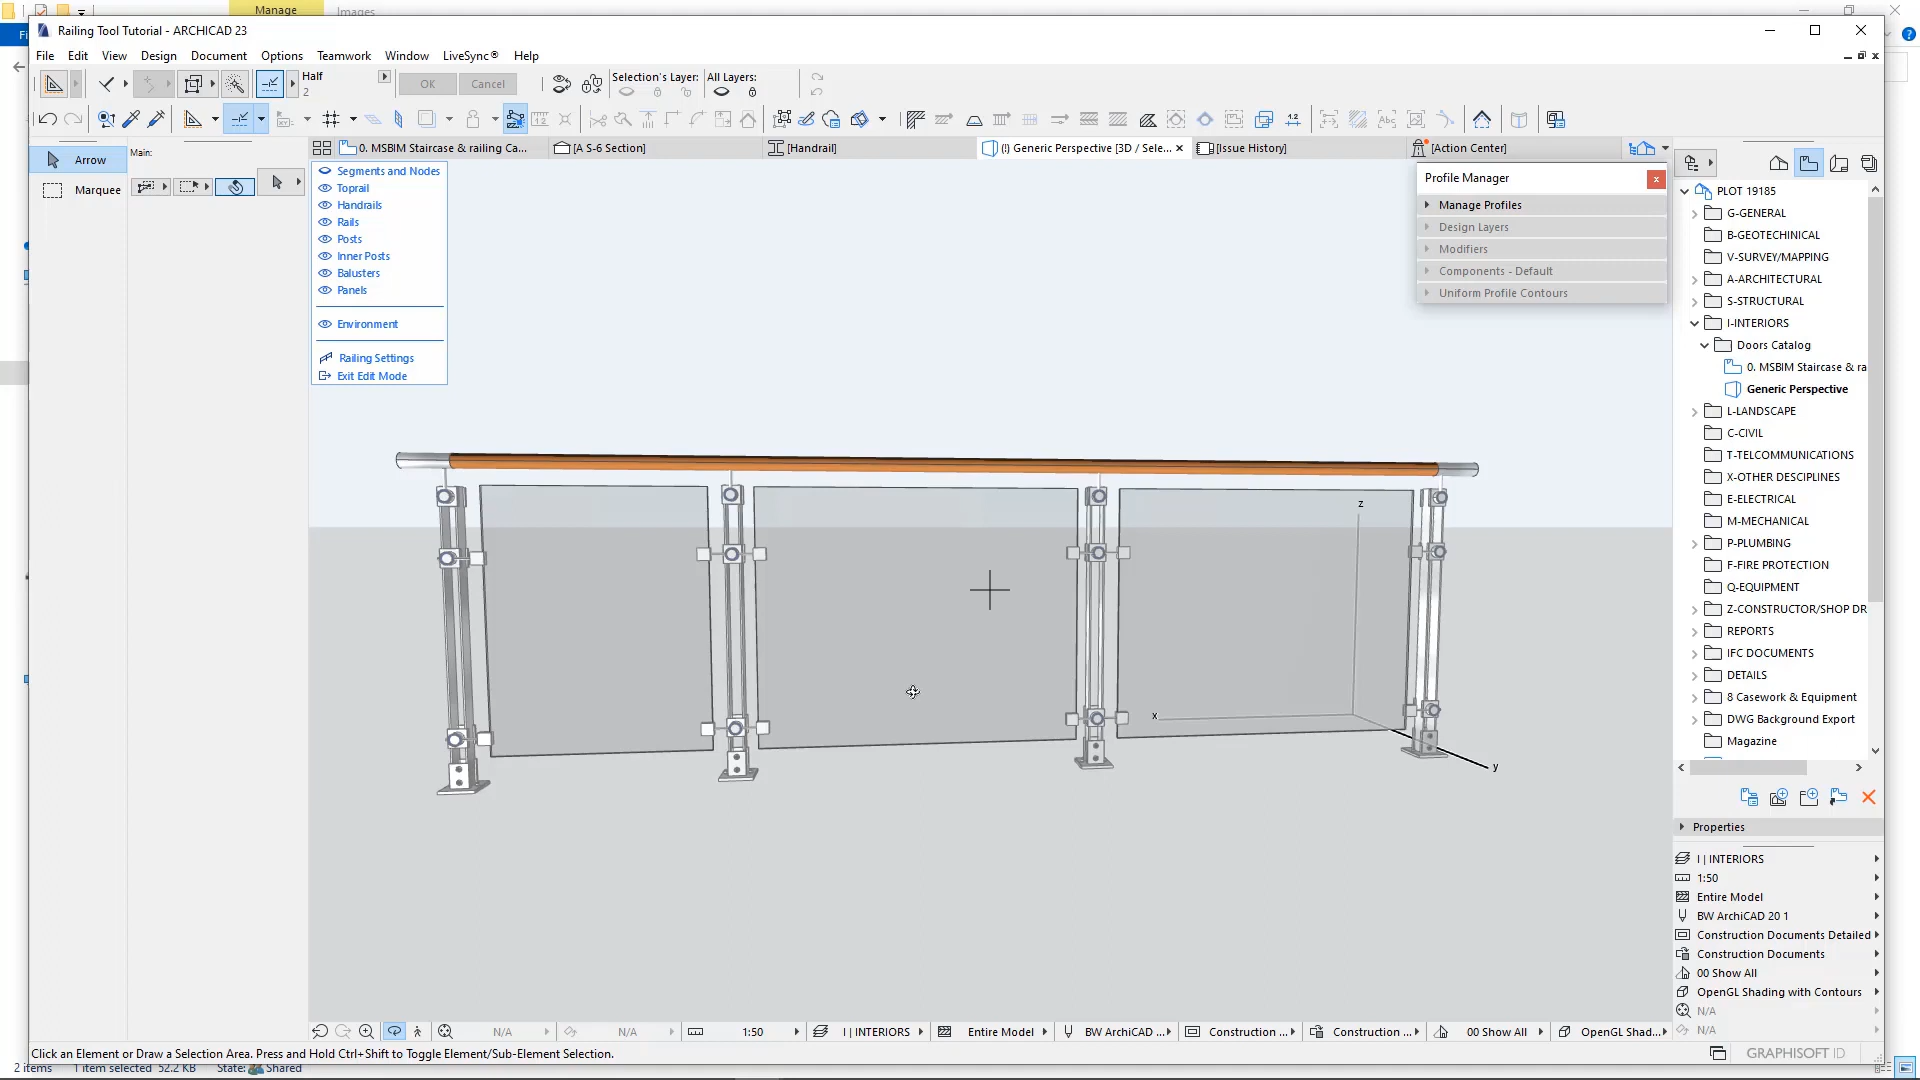 Manage
Images
Fi
Railing Tool Tutorial - ARCHICAD 23
File Edit View Design Document Options Teamwork Window LiveSync® Help
Half
2
OK
Cancel
Selection's Layer:
All Layers:
1.2
Abc
Arrow
Marquee
Main:
0. MSBIM Staircase & railing Ca...
[A S-6 Section]
[Handrail]
(!) Generic Perspective [3D / Sele...
[Issue History]
[Action Center]
Segments and Nodes
Toprail
Handrails
Rails
Posts
Inner Posts
Balusters
Panels
Environment
Railing Settings
Exit Edit Mode
Profile Manager
Manage Profiles
Design Layers
Modifiers
Components - Default
Uniform Profile Contours
z
x
y
PLOT 19185
G-GENERAL
B-GEOTECHINICAL
V-SURVEY/MAPPING
A-ARCHITECTURAL
S-STRUCTURAL
I-INTERIORS
Doors Catalog
0. MSBIM Staircase & ra
Generic Perspective
L-LANDSCAPE
C-CIVIL
T-TELCOMMUNICATIONS
X-OTHER DESCIPLINES
E-ELECTRICAL
M-MECHANICAL
P-PLUMBING
F-FIRE PROTECTION
Q-EQUIPMENT
Z-CONSTRUCTOR/SHOP DR
REPORTS
IFC DOCUMENTS
DETAILS
8 Casework & Equipment
DWG Background Export
Magazine
Properties
I | INTERIORS
1:50
Entire Model
BW ArchiCAD 20 1
Construction Documents Detailed
Construction Documents
00 Show All
OpenGL Shading with Contours
N/A
N/A
N/A
N/A
1:50
I | INTERIORS
Entire Model
BW ArchiCAD ...
Construction ...
Construction ...
00 Show All
OpenGL Shad...
Click an Element or Draw a Selection Area. Press and Hold Ctrl+Shift to Toggle Element/Sub-Element Selection.
GRAPHISOFT ID
2 items 1 item selected 52.2 KB State: Shared